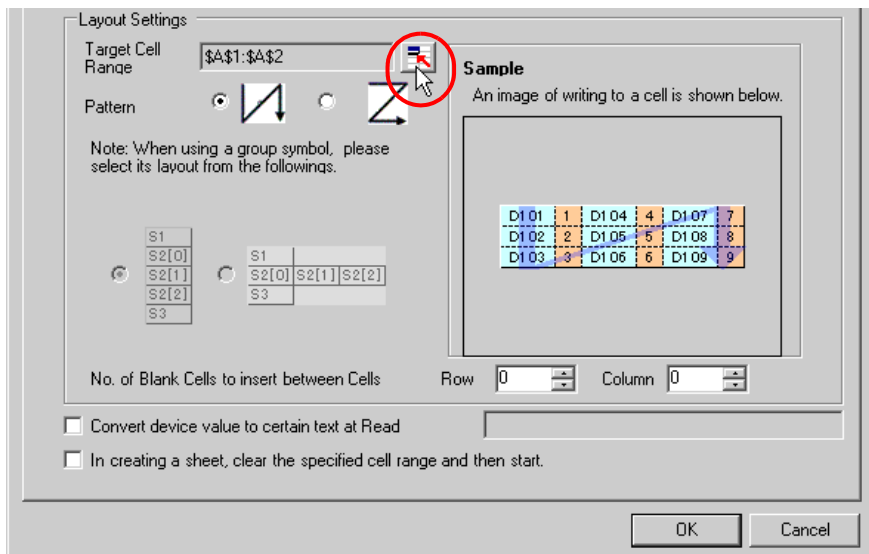 Layout Settings
Target Cell
Range
$A$1:$A$2
Pattern
Note: When using a group symbol, please
select its layout from the followings.
S1
S2[0]
S2[1]
S2[2]
S3
S1
S2[0] S2[1] S2[2]
S3
Sample
An image of writing to a cell is shown below.
D101 1 D104 4 D107 7
D102 2 D105 5 D108 8
D103 3 D106 6 D109 9
No. of Blank Cells to insert between Cells Row 0 Column 0
Convert device value to certain text at Read
In creating a sheet, clear the specified cell range and then start.
OK Cancel